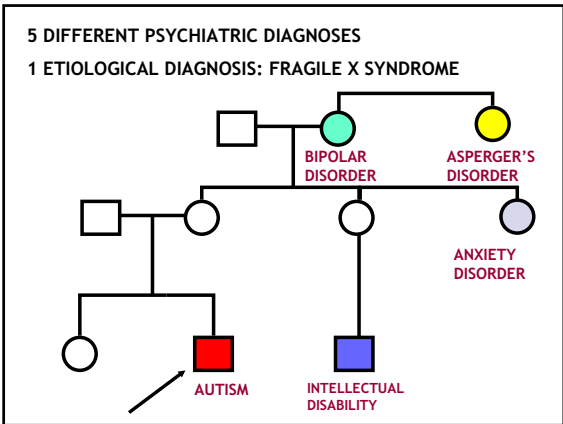 5 DIFFERENT PSYCHIATRIC DIAGNOSES
1 ETIOLOGICAL DIAGNOSIS: FRAGILE X SYNDROME
BIPOLAR
DISORDER
ASPERGER'S
DISORDER
ANXIETY
DISORDER
AUTISM
INTELLECTUAL
DISABILITY